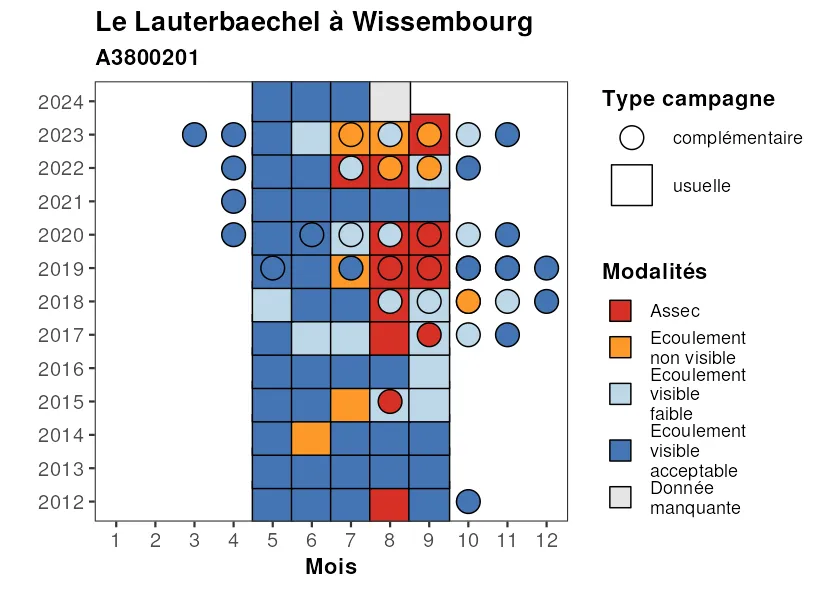 Le Lauterbaechel à Wissembourg
A3800201
2024
2023
2022
2021
2020
2019
2018
2017
2016
2015
2014
2013
2012
1 2 3 4 5 6 7 8 9 10 11 12
Mois
Type campagne
complémentaire
usuelle
Modalités
Assec
Ecoulement
non visible
Ecoulement
visible
faible
Ecoulement
visible
acceptable
Donnée
manquante